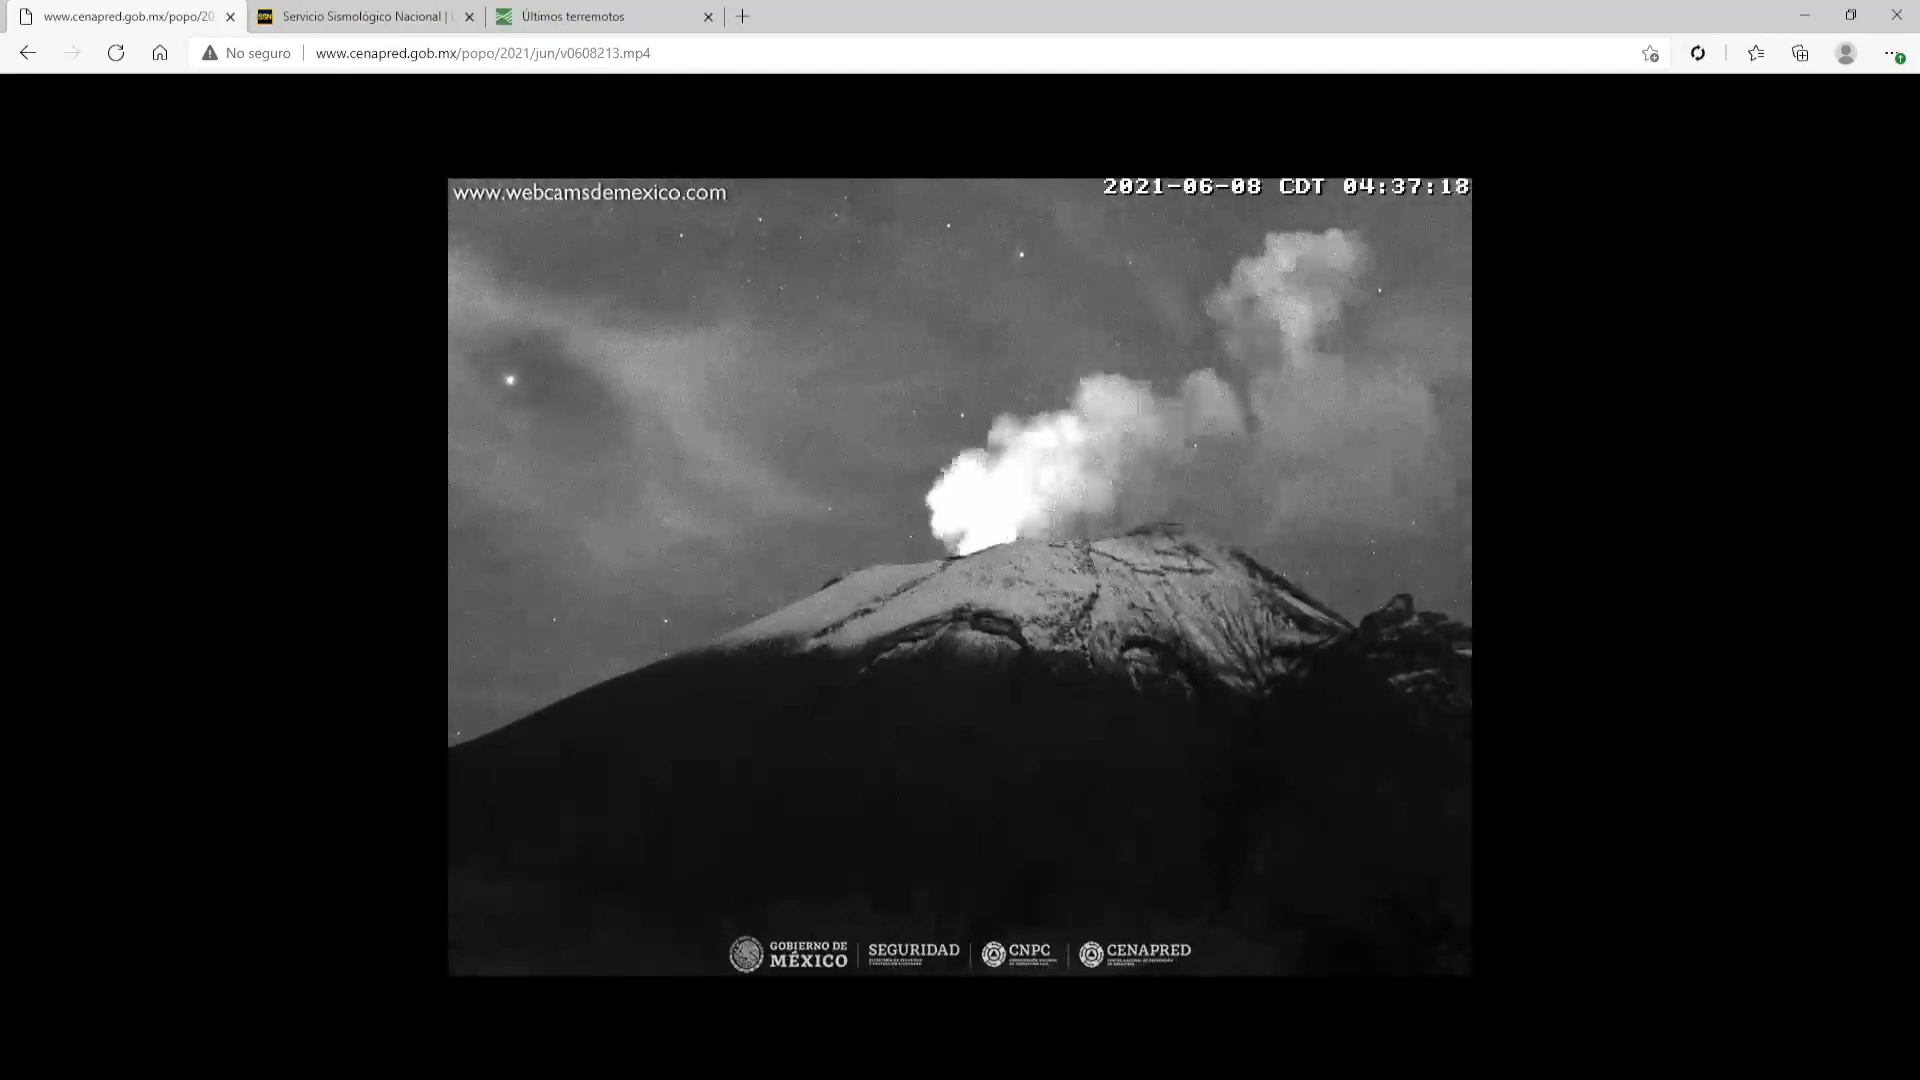 www.cenapred.gob.mx/popo/20
Servicio Sismológico Nacional |
Últimos terremotos
No seguro
www.cenapred.gob.mx/popo/2021/jun/v0608213.mp4
www.webcamsdemexico.com
2021-06-08 CDT 04:37:18
GOBIERNO DE
MÉXICO
SEGURIDAD
CNPC
CENAPRED